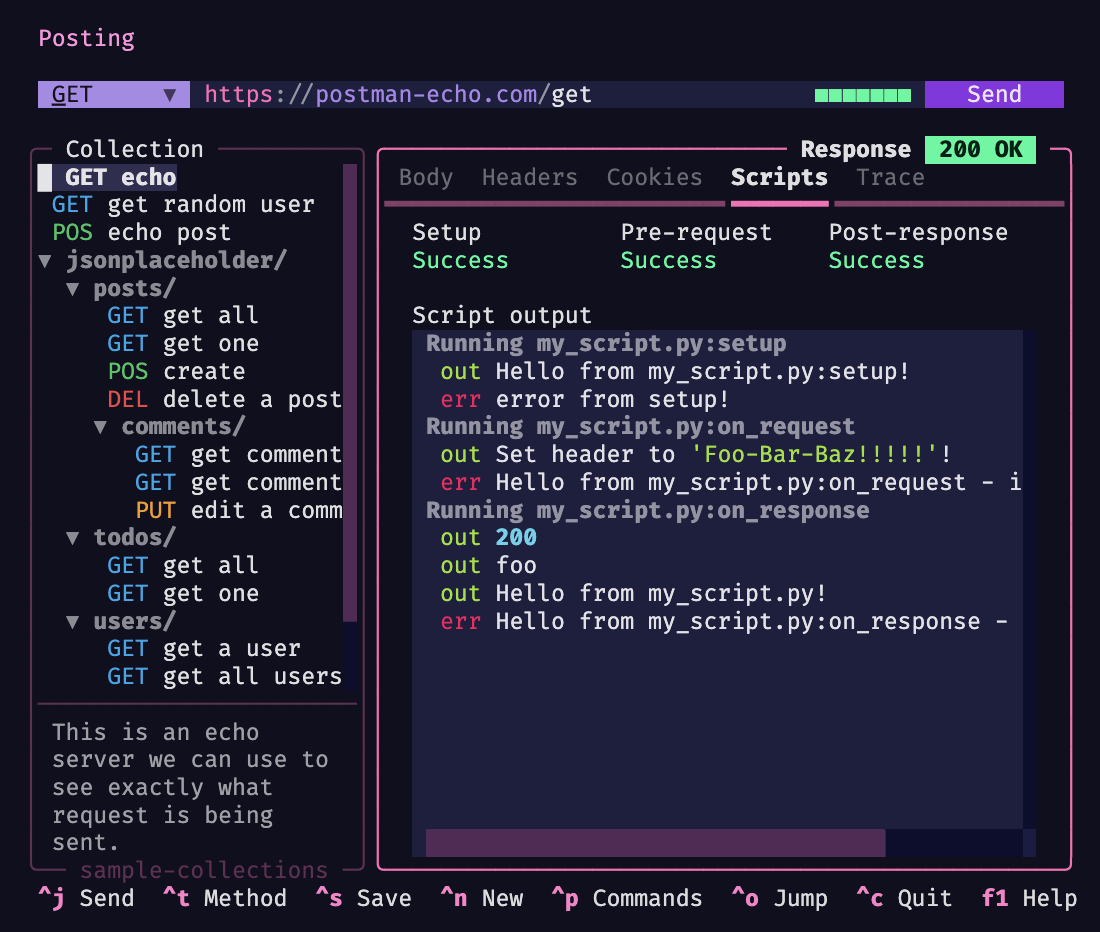 Posting
GET ▼ https://postman-echo.com/get Send
Collection
GET echo
GET get random user
POS echo post
▼ jsonplaceholder/
▼ posts/
GET get all
GET get one
POS create
DEL delete a post
▼ comments/
GET get comment
GET get comment
PUT edit a comm
▼ todos/
GET get all
GET get one
▼ users/
GET get a user
GET get all users
This is an echo
server we can use to
see exactly what
request is being
sent.
sample-collections
Response 200 OK
Body Headers Cookies Scripts Trace
Setup Pre-request Post-response
Success Success Success
Script output
Running my_script.py:setup
out Hello from my_script.py:setup!
err error from setup!
Running my_script.py:on_request
out Set header to 'Foo-Bar-Baz!!!!!'!
err Hello from my_script.py:on_request - i
Running my_script.py:on_response
out 200
out foo
out Hello from my_script.py!
err Hello from my_script.py:on_response -
^j Send ^t Method ^s Save ^n New ^p Commands ^o Jump ^c Quit f1 Help